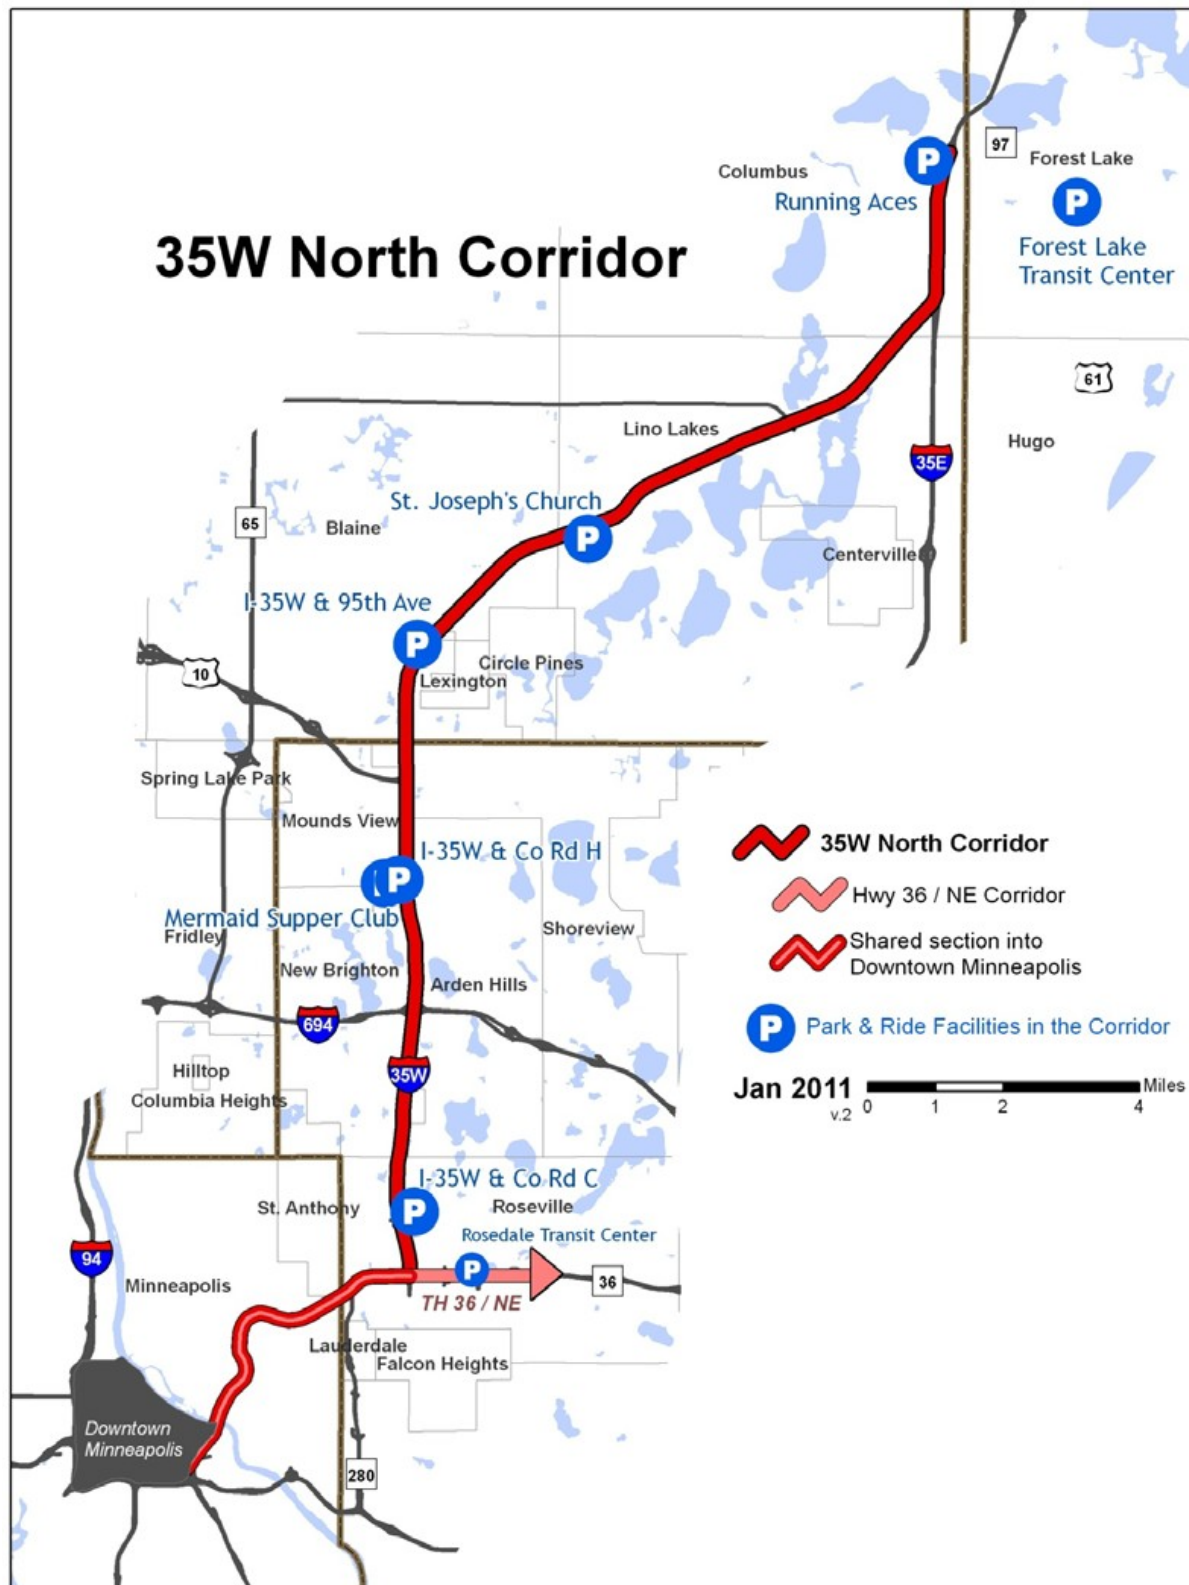 97
Forest Lake
Columbus
Running Aces
Forest Lake
Transit Center
35W North Corridor
61
Lino Lakes
Hugo
35E
St. Joseph's Church
65
Blaine
Centerville
I-35W & 95th Ave
Circle Pines
10
Lexington
Spring Lake Park
Mounds View
35W North Corridor
I-35W & Co Rd H
Hwy 36 / NE Corridor
Mermaid Supper Club
Fridley
Shoreview
Shared section into
Downtown Minneapolis
New Brighton
Arden Hills
694
Park & Ride Facilities in the Corridor
Hilltop
35W
Columbia Heights
Jan 2011
v.2
0 1 2 4 Miles
I-35W & Co Rd C
St. Anthony
Roseville
Rosedale Transit Center
94
Minneapolis
36
TH 36 / NE
Lauderdale
Falcon Heights
Downtown
Minneapolis
280
P
P
P
P
P
P
P
P
P